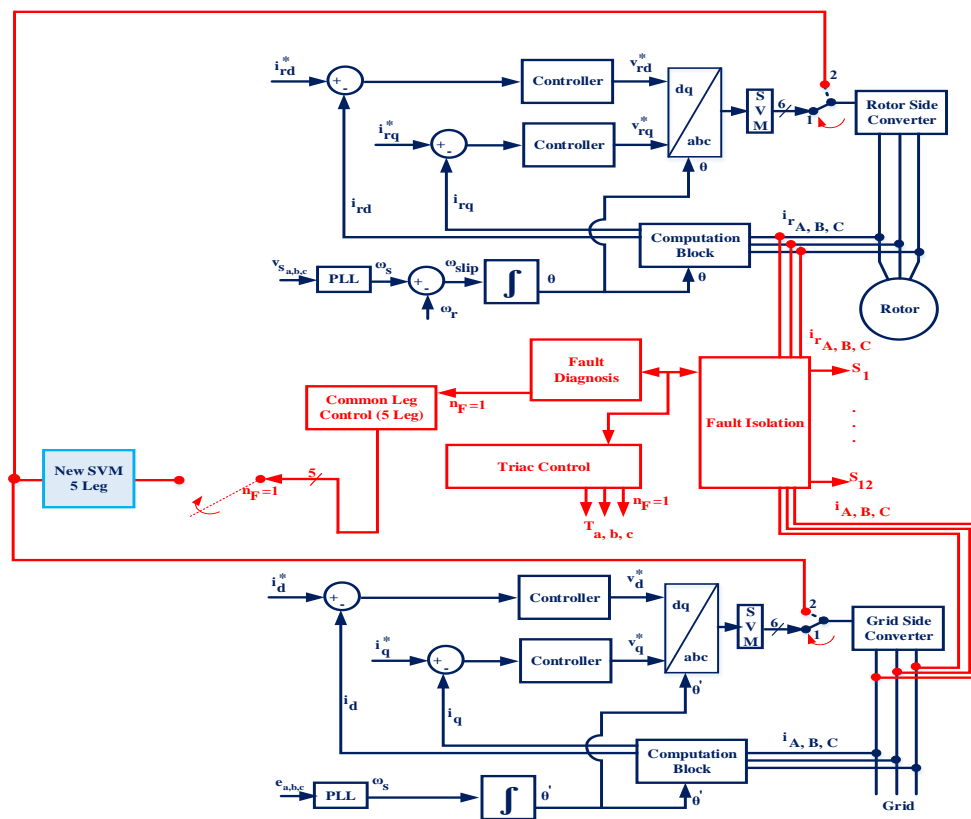 2
i*rd
+
-
Controller
v*rd
dq
abc
S
V
M
6
1
Rotor Side
Converter
i*rq
+
-
Controller
v*rq
θ
ird
irq
Computation
Block
ir A, B, C
vs a,b,c
PLL
ωs
+
-
ωslip
∫
θ
θ
ωr
Rotor
ir A, B, C
Fault
Diagnosis
S1
Common Leg
Control (5 Leg)
nF=1
Fault Isolation
.
.
.
New SVM
5 Leg
nF=1
5
Triac Control
S12
nF=1
Ta, b, c
iA, B, C
i*d
+
-
Controller
v*d
dq
abc
S
V
M
6
2
1
Grid Side
Converter
i*q
+
-
Controller
v*q
θ'
id
iq
Computation
Block
iA, B, C
ea,b,c
PLL
ωs
∫
θ'
θ'
Grid